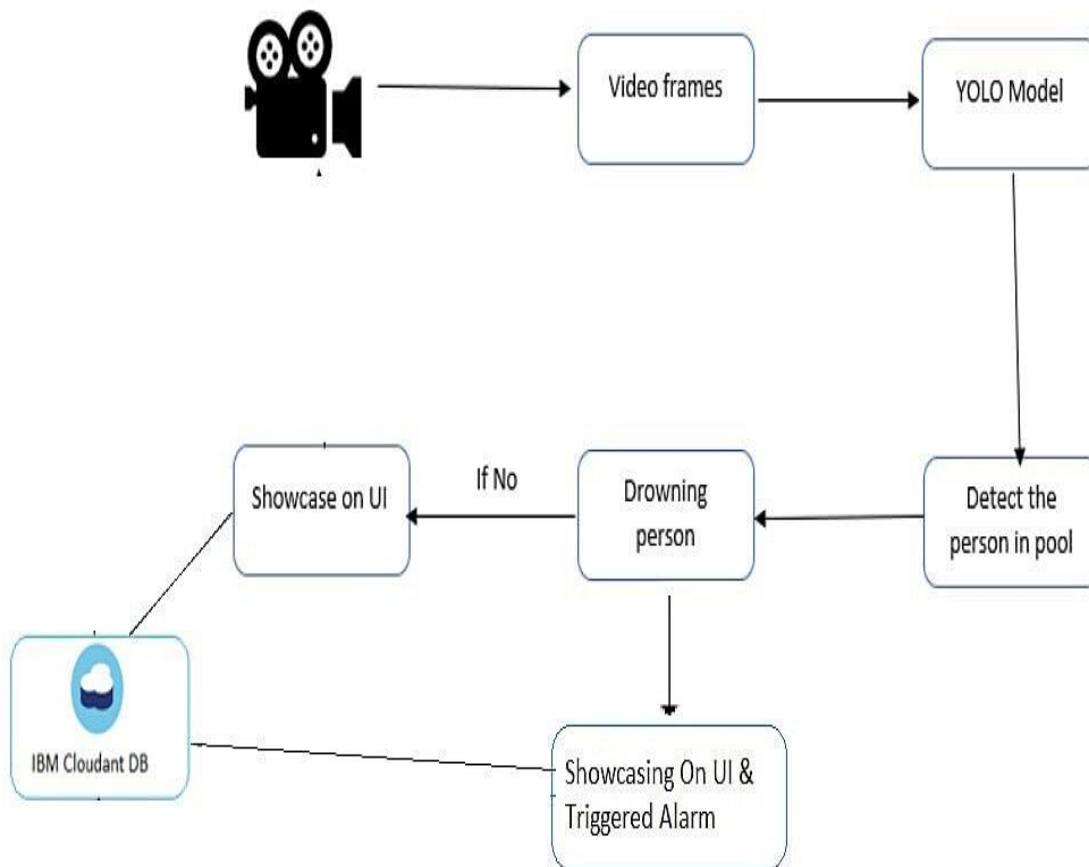 Video frames
YOLO Model
Showcase on UI
If No
Drowning
person
Detect the
person in pool
IBM Cloudant DB
Showcasing On UI &
Triggered Alarm